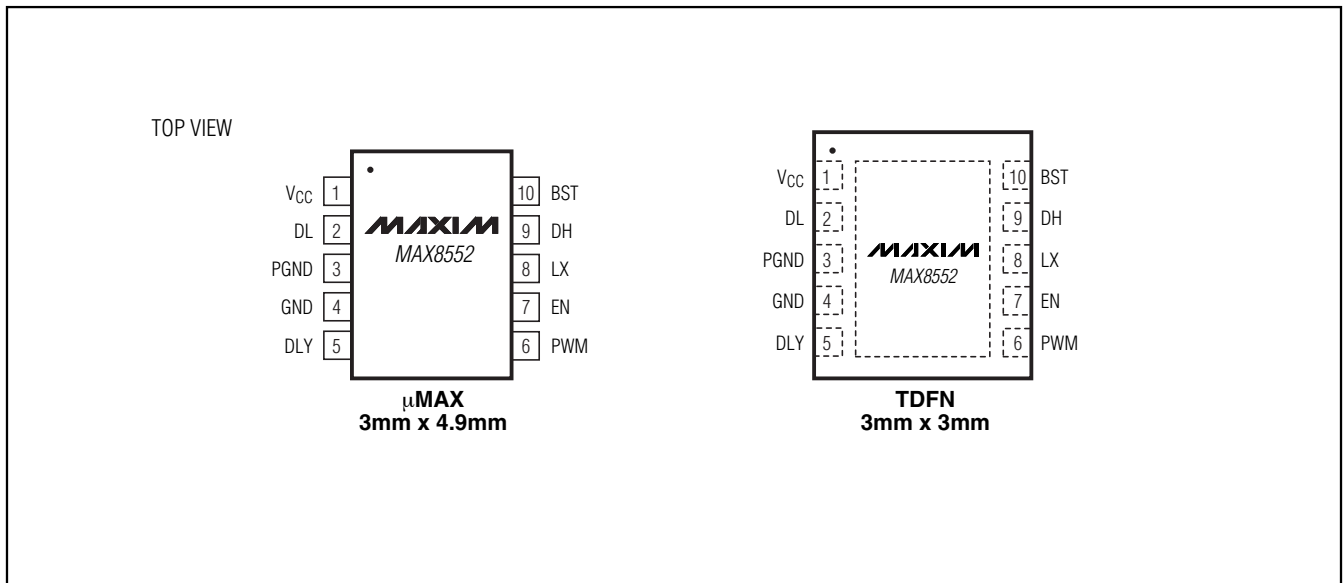 TOP VIEW
VCC 1 10 BST
DL 2 MAXIM 9 DH
MAX8552
PGND 3 8 LX
GND 4 7 EN
DLY 5 6 PWM
μMAX
3mm x 4.9mm
VCC 1 10 BST
DL 2 9 DH
PGND 3 MAXIM 8 LX
MAX8552
GND 4 7 EN
DLY 5 6 PWM
TDFN
3mm x 3mm